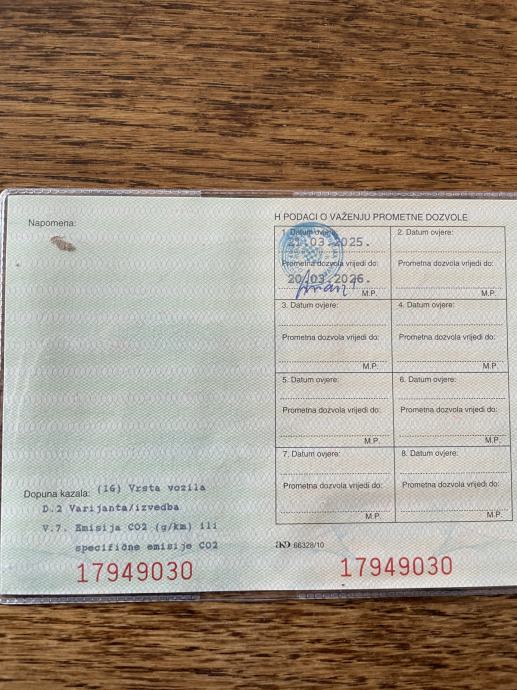 Napomena:
Dopuna kazala: (16) Vrsta vozila
D.2 Varijanta/izvedba
V.7. Emisija CO2 (g/km) ili
specifične emisije CO2
17949030
H PODACI O VAŽENJU PROMETNE DOZVOLE
1. Datum ovjere:
21.03.2025.
Prometna dozvola vrijedi do:
20/03.2026.
M.P.
2. Datum ovjere:
Prometna dozvola vrijedi do:
M.P.
3. Datum ovjere:
Prometna dozvola vrijedi do:
M.P.
4. Datum ovjere:
Prometna dozvola vrijedi do:
M.P.
5. Datum ovjere:
Prometna dozvola vrijedi do:
M.P.
6. Datum ovjere:
Prometna dozvola vrijedi do:
M.P.
7. Datum ovjere:
Prometna dozvola vrijedi do:
M.P.
8. Datum ovjere:
Prometna dozvola vrijedi do:
M.P.
AKD 66328/10
17949030